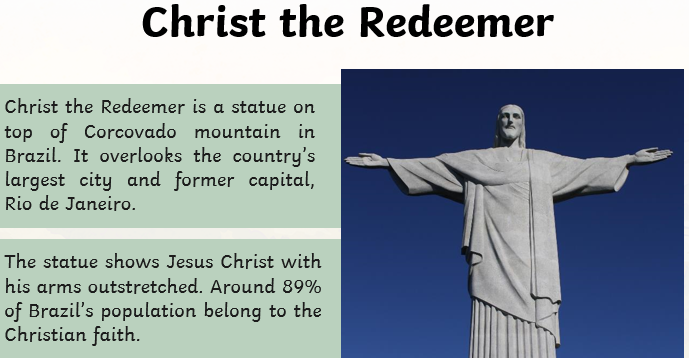 Christ the Redeemer
Christ the Redeemer is a statue on
top of Corcovado mountain in
Brazil. It overlooks the country's
largest city and former capital,
Rio de Janeiro.
The statue shows Jesus Christ with
his arms outstretched. Around 89%
of Brazil's population belong to the
Christian faith.